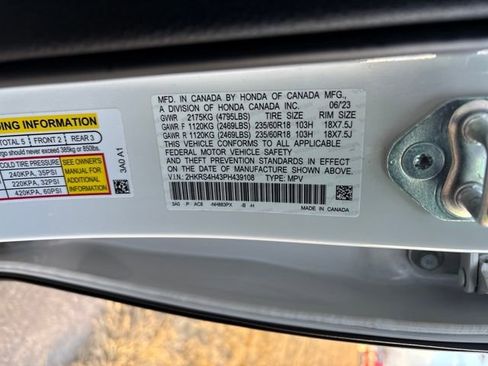 MFD. IN CANADA BY HONDA OF CANADA MFG.,
A DIVISION OF HONDA CANADA INC. 06/23
GVWR 2175KG (4795LBS) TIRE SIZE RIM SIZE
GAWR F 1120KG (2469LBS) 235/60R18 103H 18X7.5J
GAWR R 1120KG (2469LBS) 235/60R18 103H 18X7.5J
THIS VEHICLE CONFORMS TO ALL APPLICABLE
FEDERAL MOTOR VEHICLE SAFETY
AND THEFT PREVENTION STANDARDS IN EFFECT
ON THE DATE OF MANUFACTURE SHOWN ABOVE.
V.I.N.: 2HKRS4H43PH439108 TYPE: MPV
3A0 P AC8 NH883PX -B -H
MADE IN CANADA
ING INFORMATION
TOTAL 5 FRONT 2 REAR 3
rgo should never exceed 385kg or 850lbs.
COLD TIRE PRESSURE
240KPA, 35PSI
220KPA, 32PSI
420KPA, 60PSI
SEE OWNER'S
MANUAL FOR
ADDITIONAL
INFORMATION
3A0 A1